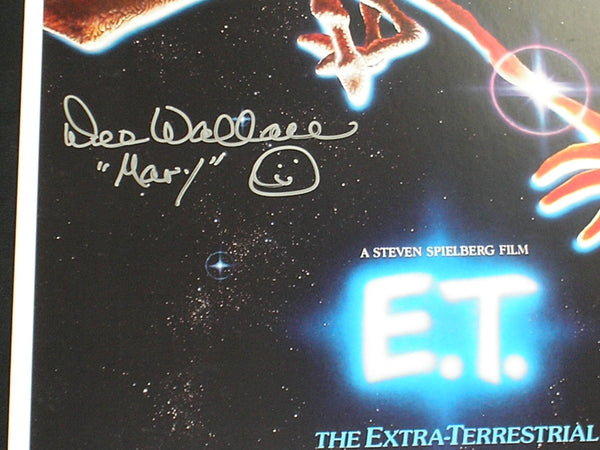 Dee Wallace
"Mary"
A STEVEN SPIELBERG FILM
E.T.
THE EXTRA-TERRESTRIAL